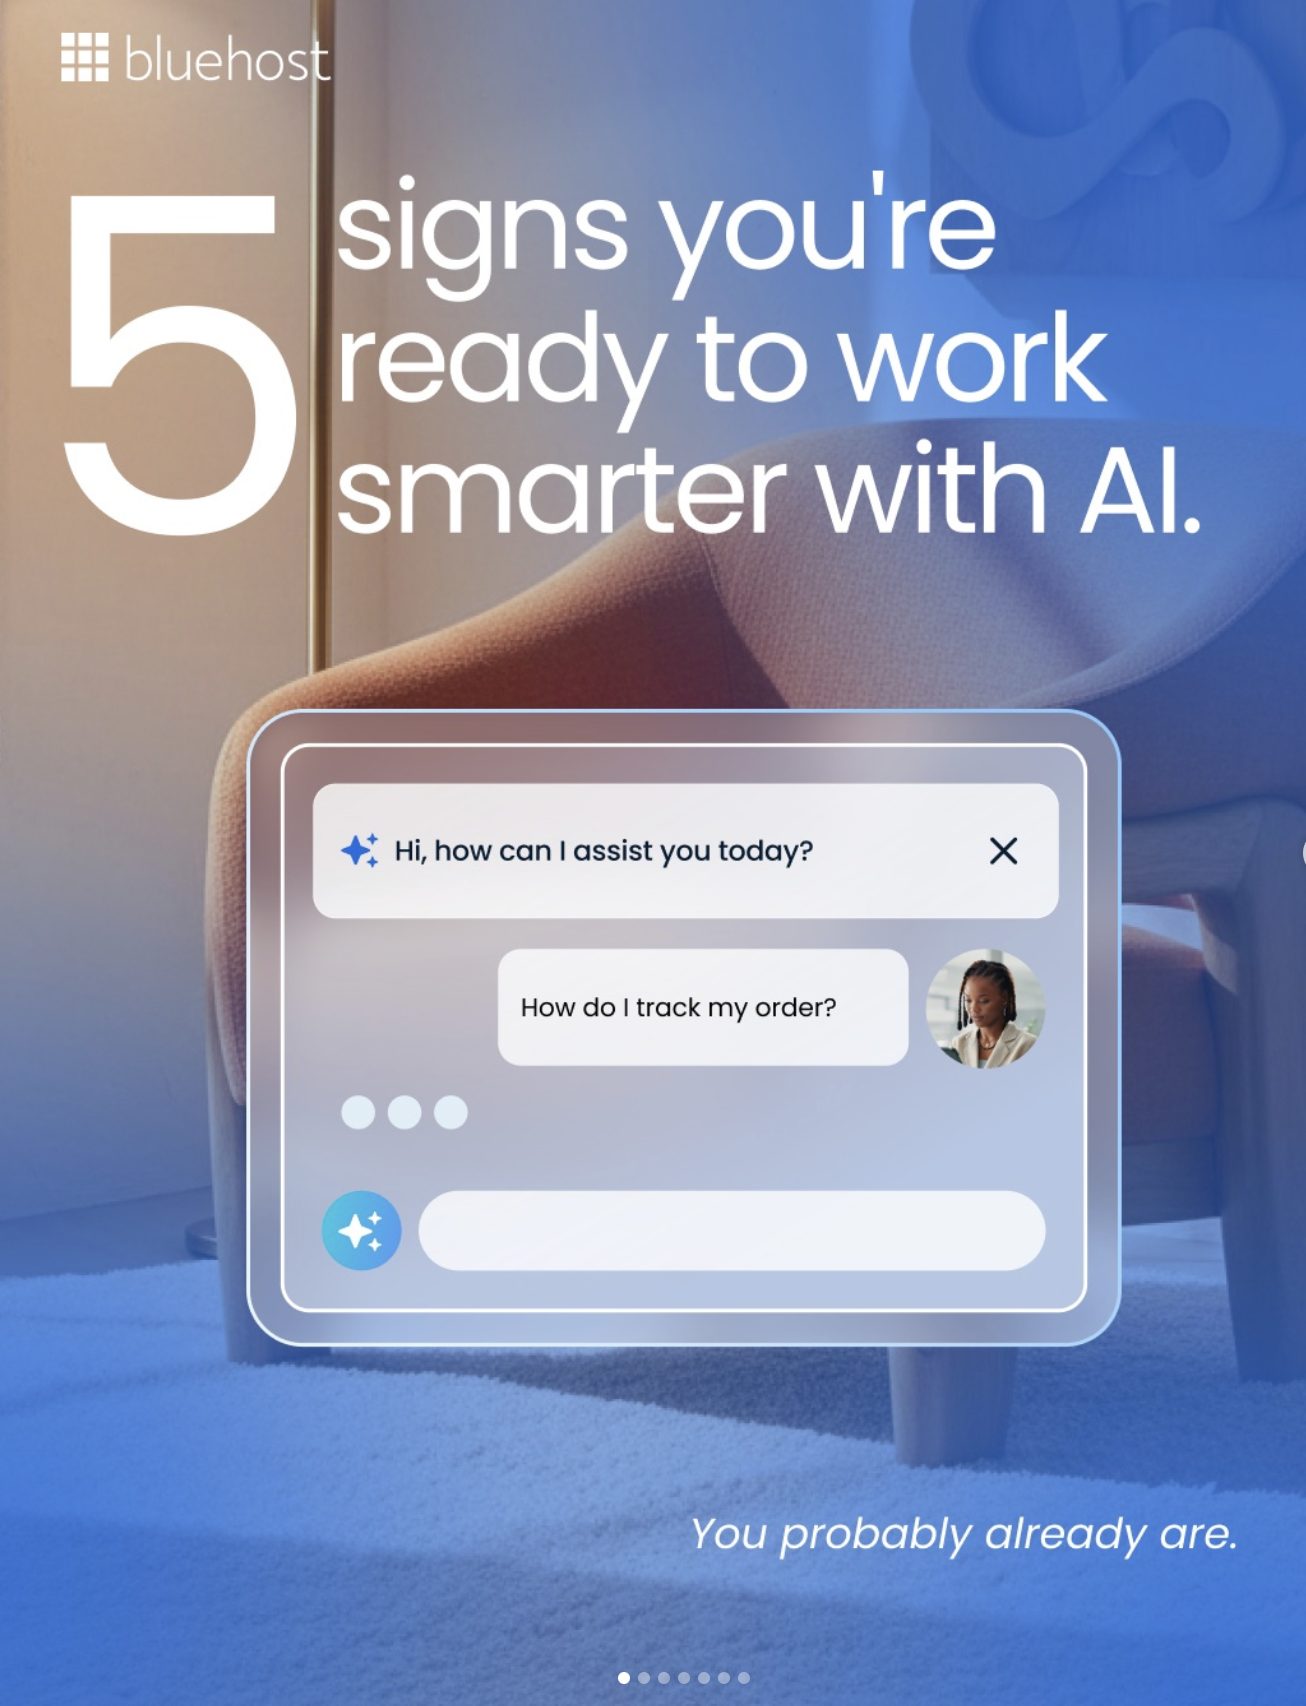 bluehost
5 signs you're
ready to work
smarter with AI.
Hi, how can I assist you today?
How do I track my order?
You probably already are.